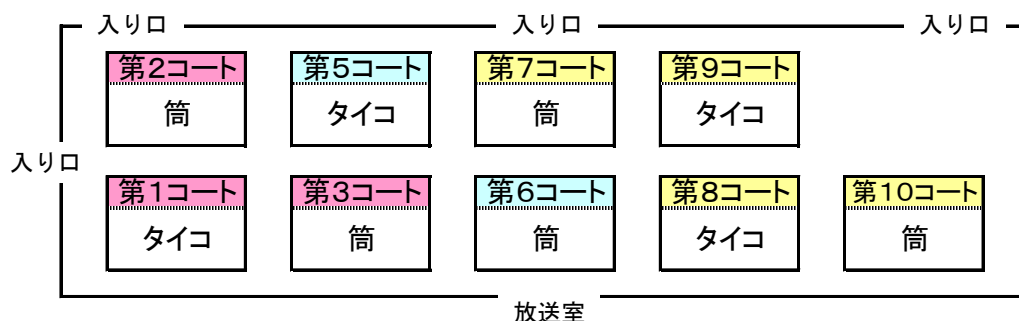 入り口 入り口 入り口
第2コート 第5コート 第7コート 第9コート
筒 タイコ 筒 タイコ
入り口
第1コート 第3コート 第6コート 第8コート 第10コート
タイコ 筒 筒 タイコ 筒
放送室